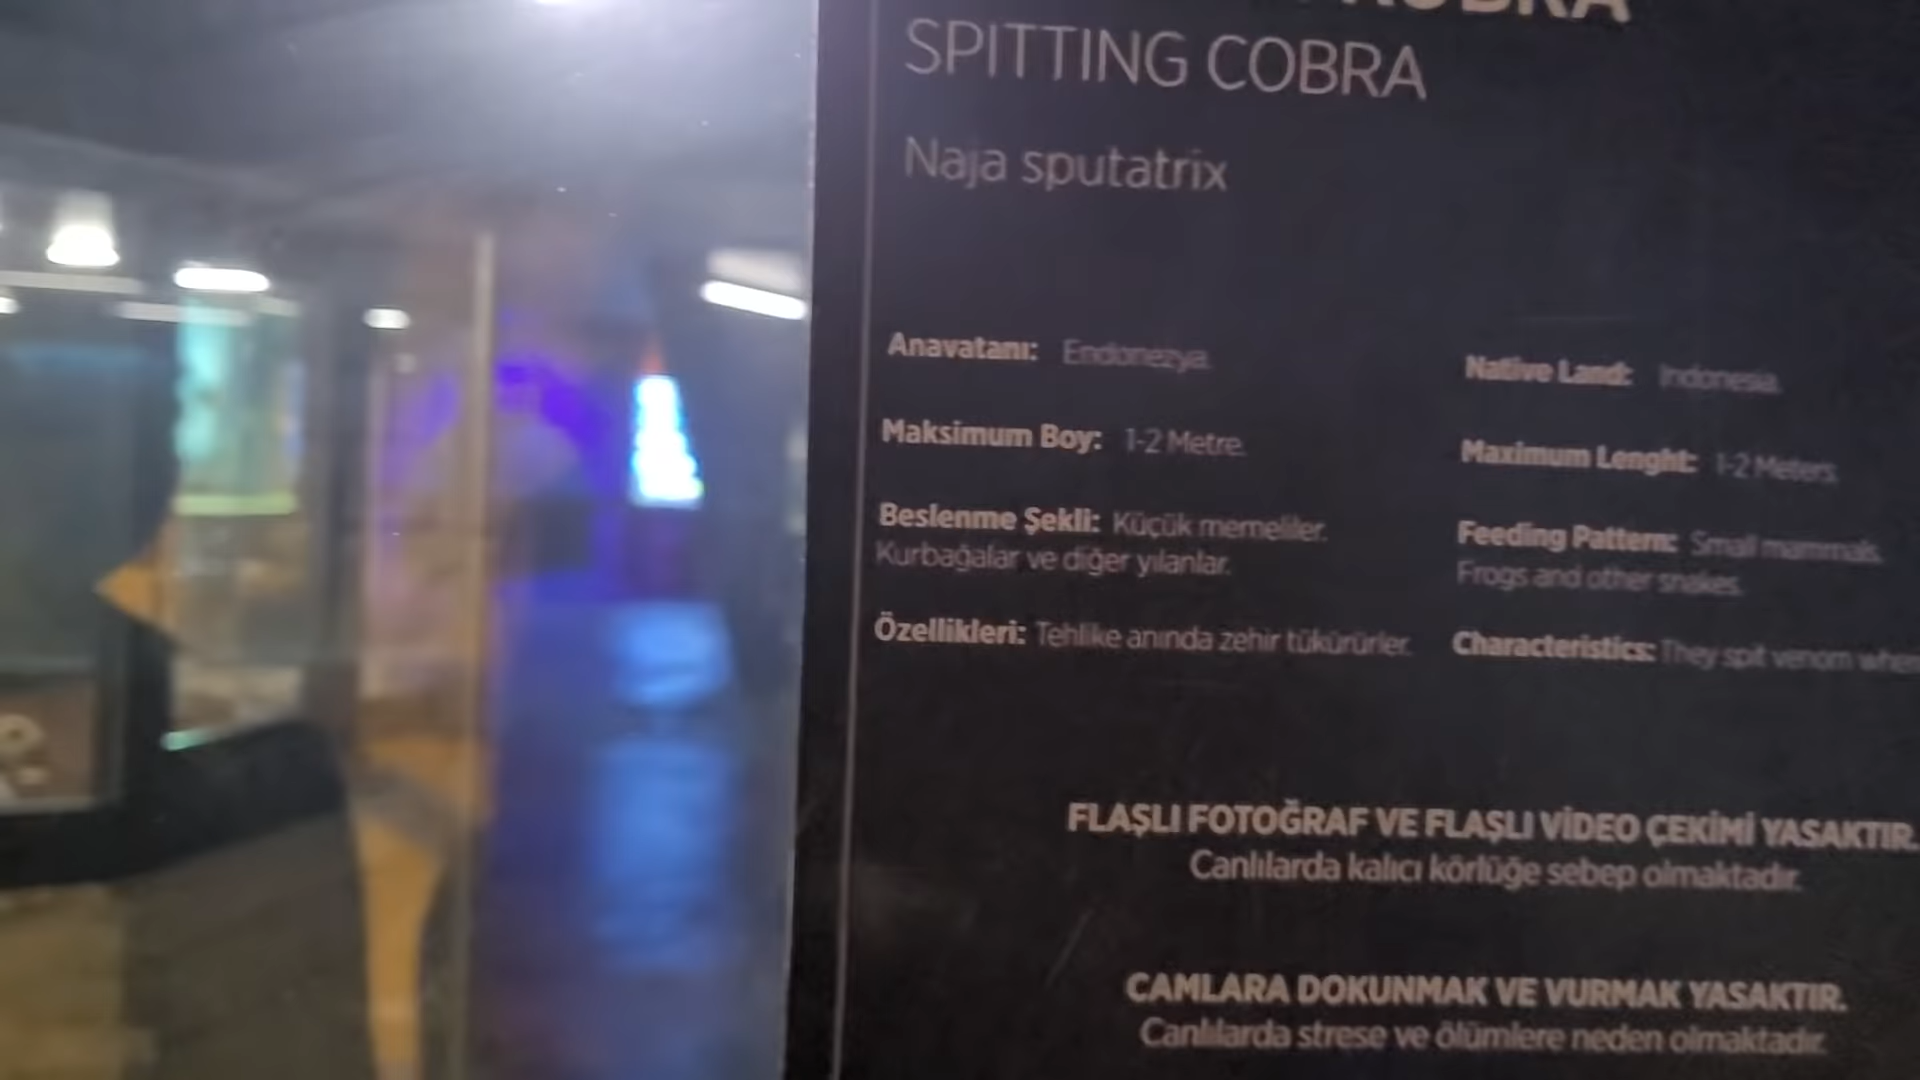 KOBRA
SPITTING COBRA
Naja sputatrix
Anavatanı: Endonezya.
Maksimum Boy: 1-2 Metre.
Beslenme Şekli: Küçük memeliler.
Kurbağalar ve diğer yılanlar.
Özellikleri: Tehlike anında zehir tükürürler.
Native Land: Indonesia.
Maximum Lenght: 1-2 Meters.
Feeding Pattern: Small mammals.
Frogs and other snakes.
Characteristics: They spit venom when
FLAŞLI FOTOĞRAF VE FLAŞLI VİDEO ÇEKİMİ YASAKTIR.
Canlılarda kalıcı körlüğe sebep olmaktadır.
CAMLARA DOKUNMAK VE VURMAK YASAKTIR.
Canlılarda strese ve ölümlere neden olmaktadır.